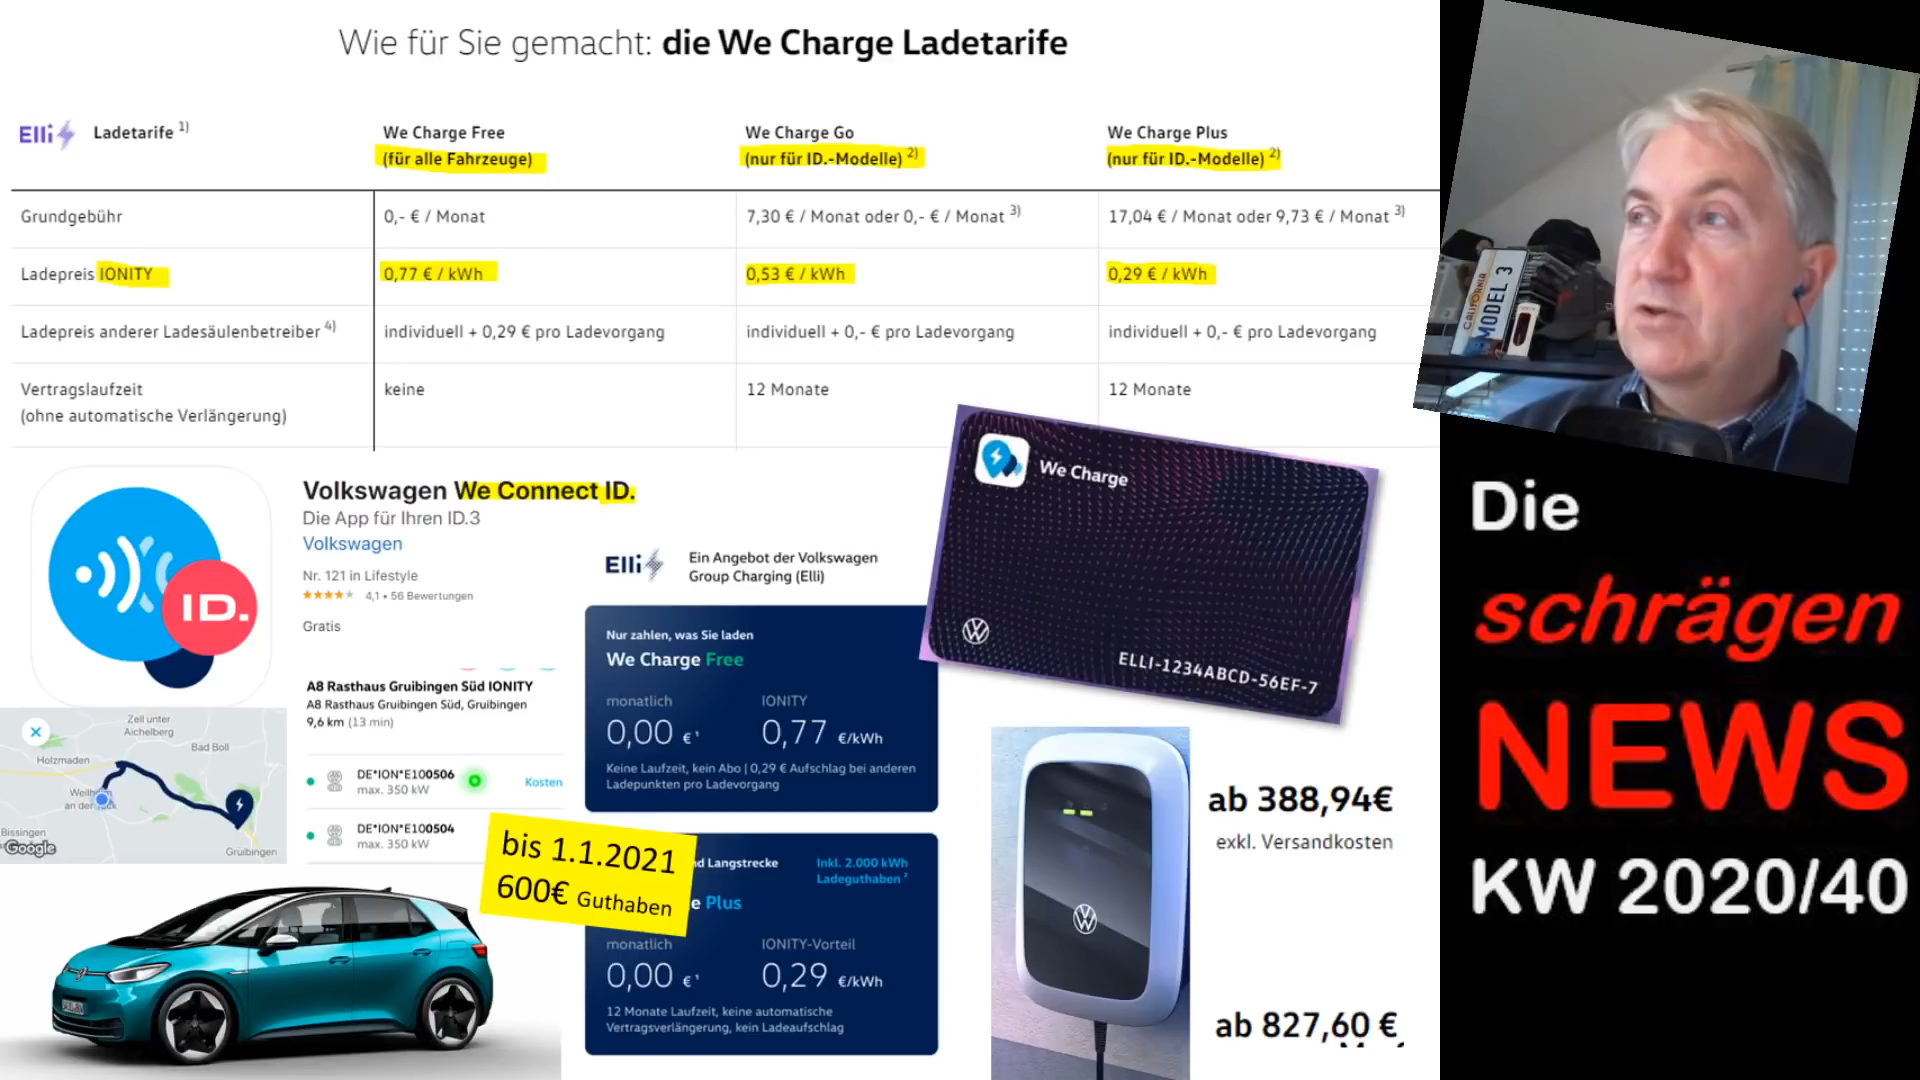 Wie für Sie gemacht: die We Charge Ladetarife
Elli Ladetarife 1)
We Charge Free
(für alle Fahrzeuge)
We Charge Go
(nur für ID.-Modelle) 2)
We Charge Plus
(nur für ID.-Modelle) 2)
Grundgebühr
0,- € / Monat
7,30 € / Monat oder 0,- € / Monat 3)
17,04 € / Monat oder 9,73 € / Monat 3)
Ladepreis IONITY
0,77 € / kWh
0,53 € / kWh
0,29 € / kWh
Ladepreis anderer Ladesäulenbetreiber 4)
individuell + 0,29 € pro Ladevorgang
individuell + 0,- € pro Ladevorgang
individuell + 0,- € pro Ladevorgang
Vertragslaufzeit
(ohne automatische Verlängerung)
keine
12 Monate
12 Monate
CALIFORNIA
MODEL 3
ID.
Volkswagen We Connect ID.
Die App für Ihren ID.3
Volkswagen
Nr. 121 in Lifestyle
4,1 • 56 Bewertungen
Gratis
A8 Rasthaus Gruibingen Süd IONITY
A8 Rasthaus Gruibingen Süd, Gruibingen
9,6 km (13 min)
DE*ION*E100506
max. 350 kW
Kosten
DE*ION*E100504
max. 350 kW
Zell unter
Aichelberg
Bad Boll
Holzmaden
Weilheim
an der
Bissingen
Google
Gruibingen
Elli
Ein Angebot der Volkswagen
Group Charging (Elli)
Nur zahlen, was Sie laden
We Charge Free
monatlich
IONITY
0,00 € 1
0,77 €/kWh
Keine Laufzeit, kein Abo | 0,29 € Aufschlag bei anderen
Ladepunkten pro Ladevorgang
bis 1.1.2021
600€ Guthaben
nd Langstrecke
Inkl. 2.000 kWh
Ladeguthaben 2
e Plus
monatlich
IONITY-Vorteil
0,00 € 1
0,29 €/kWh
12 Monate Laufzeit, keine automatische
Vertragsverlängerung, kein Ladeaufschlag
We Charge
ELLI-1234ABCD-56EF-7
ab 388,94€
exkl. Versandkosten
ab 827,60 €
Die
schrägen
NEWS
KW 2020/40